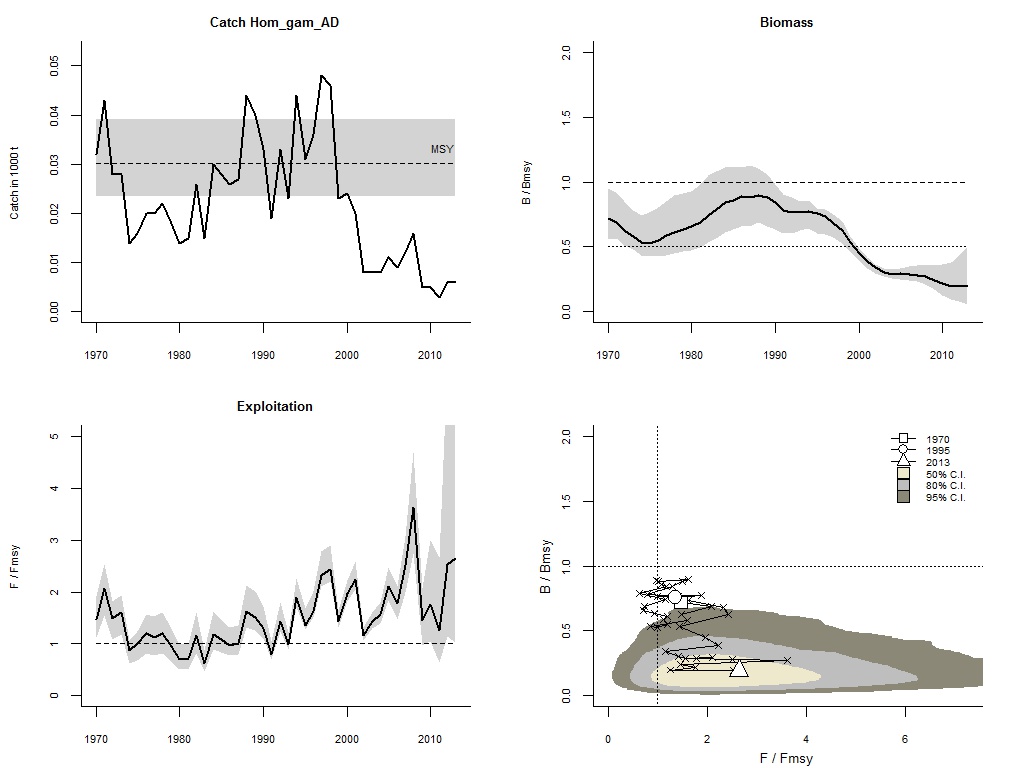 Catch Hom_gam_AD
Catch in 1000 t
0.05
0.04
0.03
0.02
0.01
0.00
MSY
1970 1980 1990 2000 2010
Biomass
B / Bmsy
2.0
1.5
1.0
0.5
0.0
1970 1980 1990 2000 2010
Exploitation
F / Fmsy
5
4
3
2
1
0
1970 1980 1990 2000 2010
B / Bmsy
2.0
1.5
1.0
0.5
0.0
1970
1995
2013
50% C.I.
80% C.I.
95% C.I.
0 2 4 6
F / Fmsy